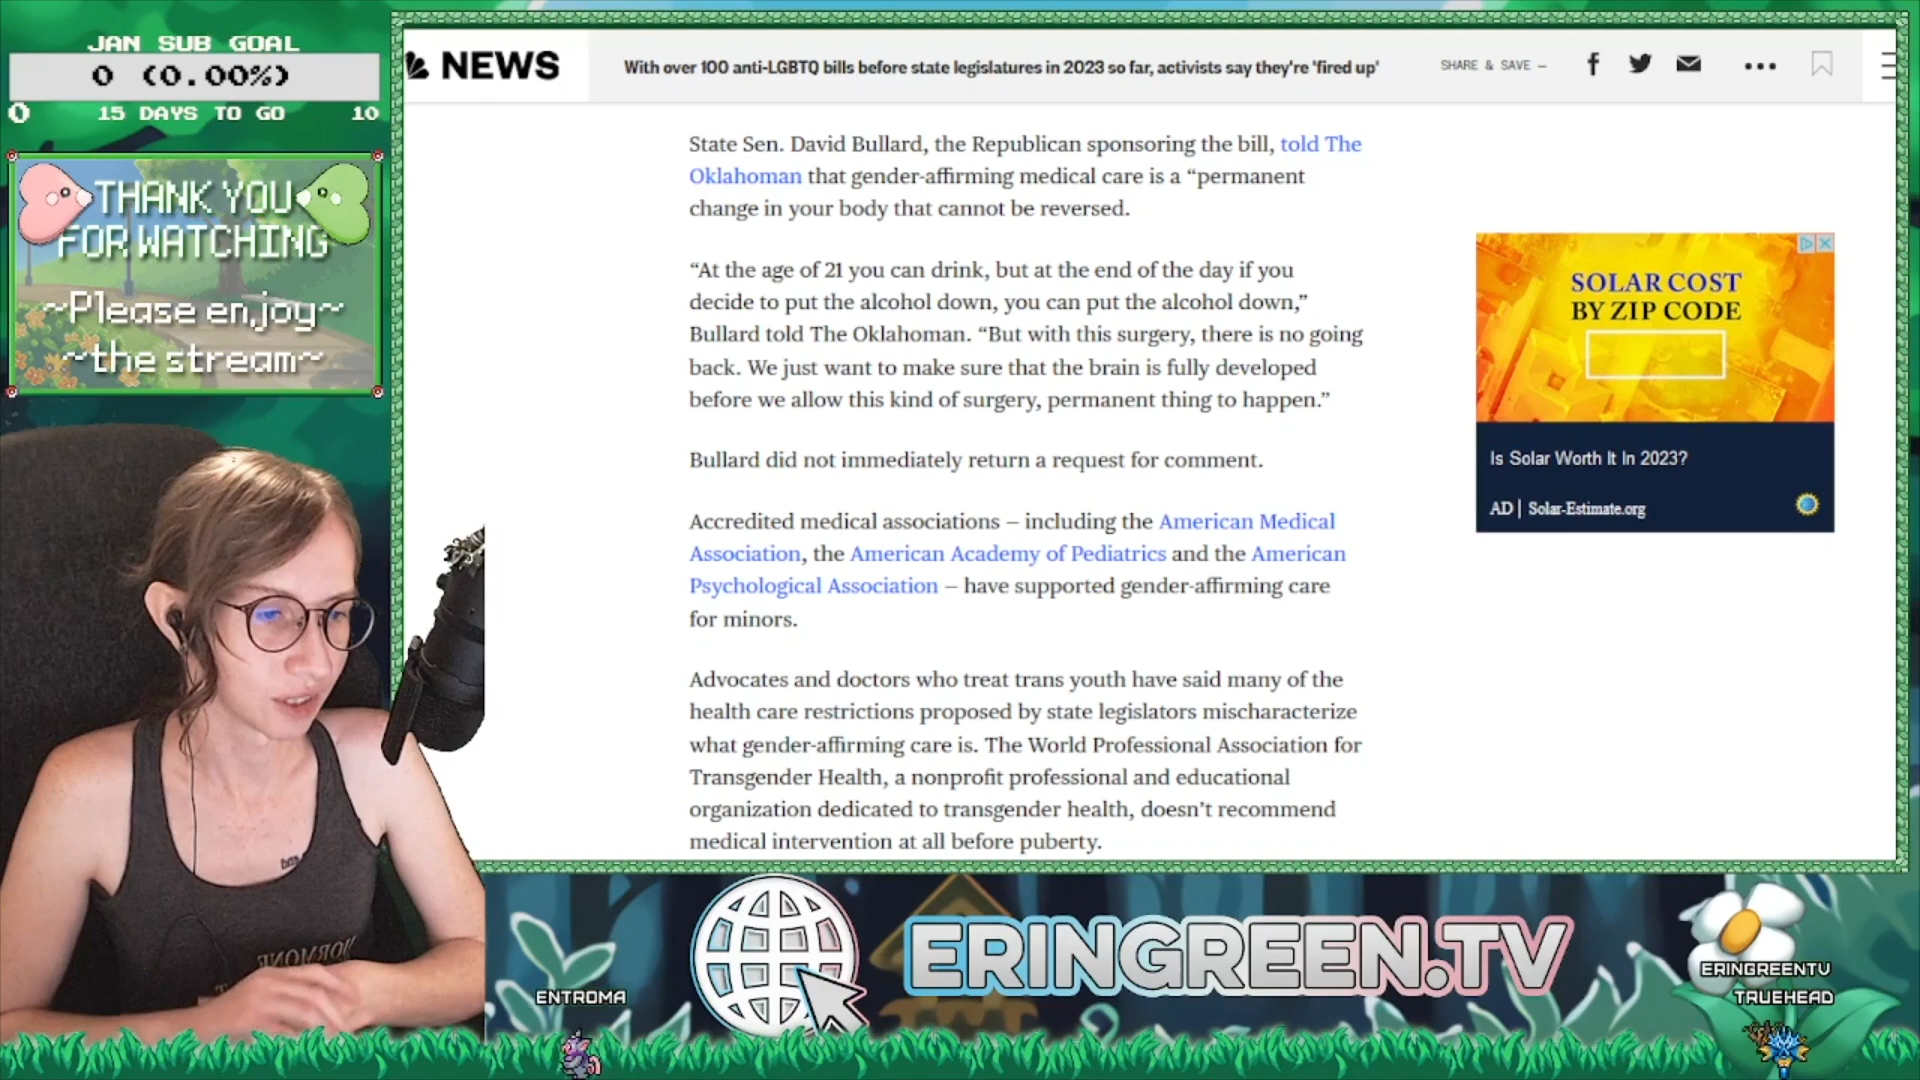 JAN SUB GOAL
0 (0.00%)
0 15 DAYS TO GO 10
THANK YOU
FOR WATCHING
~Please enjoy~
~the stream~
NEWS
With over 100 anti-LGBTQ bills before state legislatures in 2023 so far, activists say they're 'fired up'
SHARE & SAVE —
State Sen. David Bullard, the Republican sponsoring the bill, told The
Oklahoman that gender-affirming medical care is a “permanent
change in your body that cannot be reversed.
“At the age of 21 you can drink, but at the end of the day if you
decide to put the alcohol down, you can put the alcohol down,”
Bullard told The Oklahoman. “But with this surgery, there is no going
back. We just want to make sure that the brain is fully developed
before we allow this kind of surgery, permanent thing to happen.”
Bullard did not immediately return a request for comment.
Accredited medical associations — including the American Medical
Association, the American Academy of Pediatrics and the American
Psychological Association — have supported gender-affirming care
for minors.
Advocates and doctors who treat trans youth have said many of the
health care restrictions proposed by state legislators mischaracterize
what gender-affirming care is. The World Professional Association for
Transgender Health, a nonprofit professional and educational
organization dedicated to transgender health, doesn’t recommend
medical intervention at all before puberty.
SOLAR COST
BY ZIP CODE
Is Solar Worth It In 2023?
AD | Solar-Estimate.org
ENTROMA
ERINGREEN.TV
ERINGREENTV
TRUEHEAD